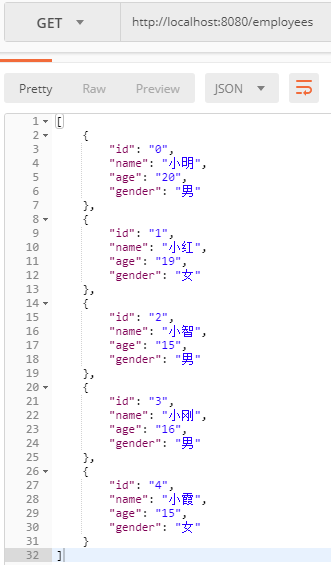 GET http://localhost:8080/employees
Pretty Raw Preview JSON
1 [
2 {
3 "id": "0",
4 "name": "小明",
5 "age": "20",
6 "gender": "男"
7 },
8 {
9 "id": "1",
10 "name": "小红",
11 "age": "19",
12 "gender": "女"
13 },
14 {
15 "id": "2",
16 "name": "小智",
17 "age": "15",
18 "gender": "男"
19 },
20 {
21 "id": "3",
22 "name": "小刚",
23 "age": "16",
24 "gender": "男"
25 },
26 {
27 "id": "4",
28 "name": "小霞",
29 "age": "15",
30 "gender": "女"
31 }
32 ]